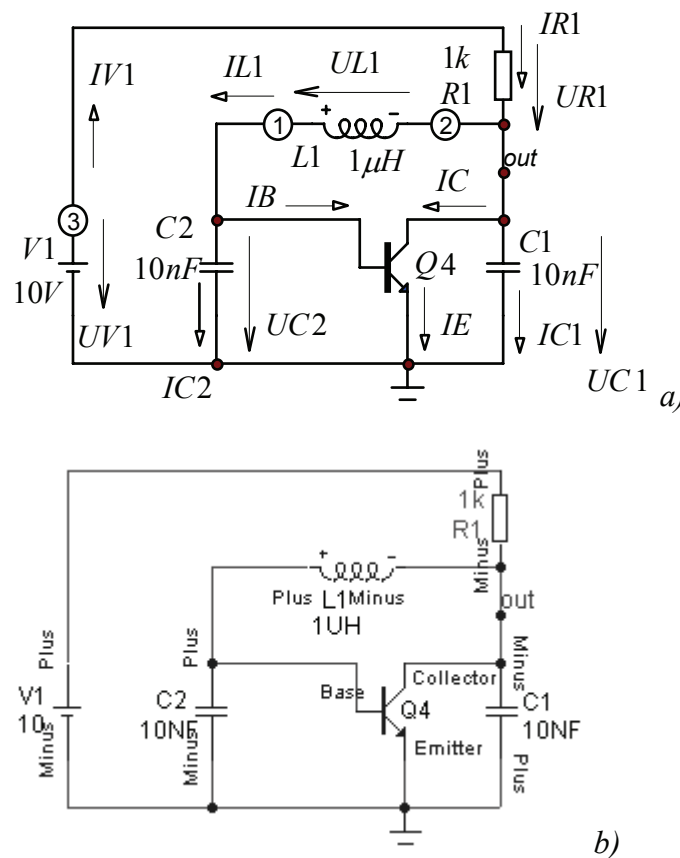 IR1
IV1
IL1
UL1
1k
R1
UR1
+
-
1
2
L1
1μH
out
IB
IC
3
C2
C1
V1
10nF
Q4
10nF
10V
UV1
UC2
IE
IC1
IC2
UC1
a)
Plus
1k
R1
Minus
+
-
Plus
L1
Minus
1UH
out
Plus
Plus
Minus
Base
Collector
V1
10
C2
10NF
Q4
C1
10NF
Minus
Minus
Emitter
Plus
b)